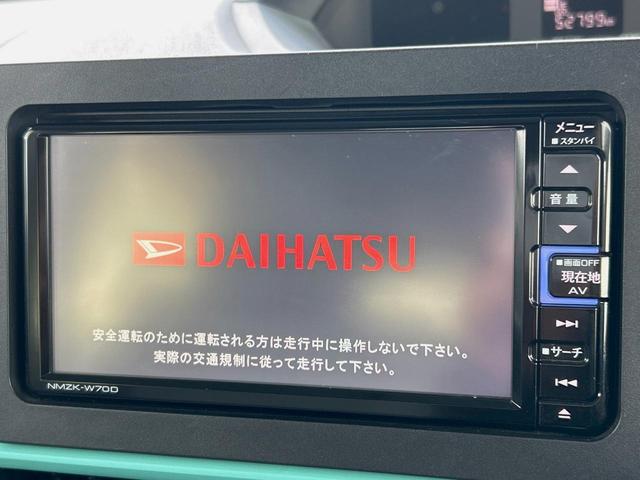 52799km
メニュー
■スタンバイ
音量
■画面OFF
現在地
AV
■サーチ
DAIHATSU
安全運転のために運転される方は走行中に操作しないで下さい。
実際の交通規制に従って走行して下さい。
NMZK-W70D